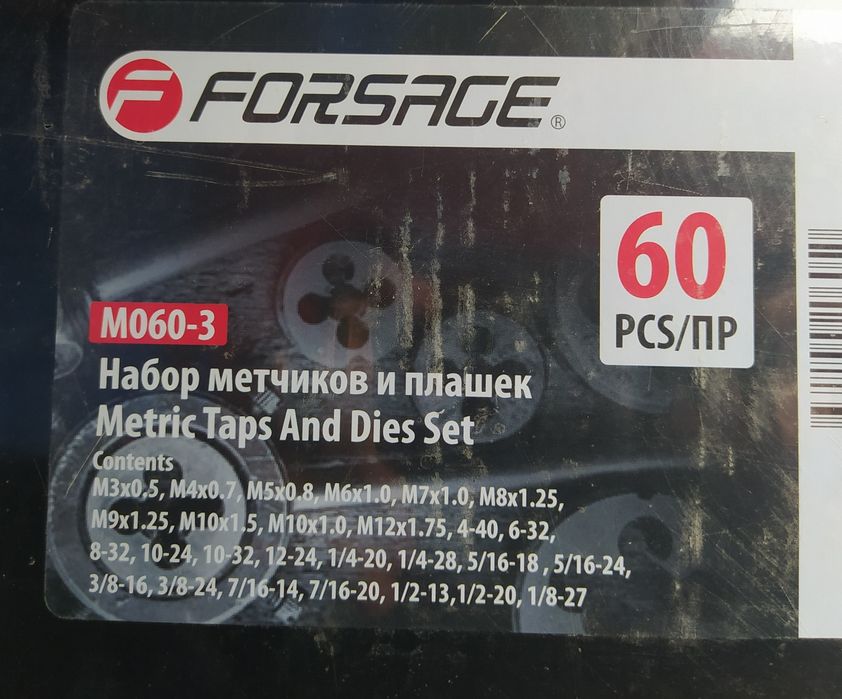 FORSAGE®
60
PCS/ПР
M060-3
Набор метчиков и плашек
Metric Taps And Dies Set
Contents
M3x0.5, M4x0.7, M5x0.8, M6x1.0, M7x1.0, M8x1.25,
M9x1.25, M10x1.5, M10x1.0, M12x1.75, 4-40, 6-32,
8-32, 10-24, 10-32, 12-24, 1/4-20, 1/4-28, 5/16-18 , 5/16-24,
3/8-16, 3/8-24, 7/16-14, 7/16-20, 1/2-13,1/2-20, 1/8-27